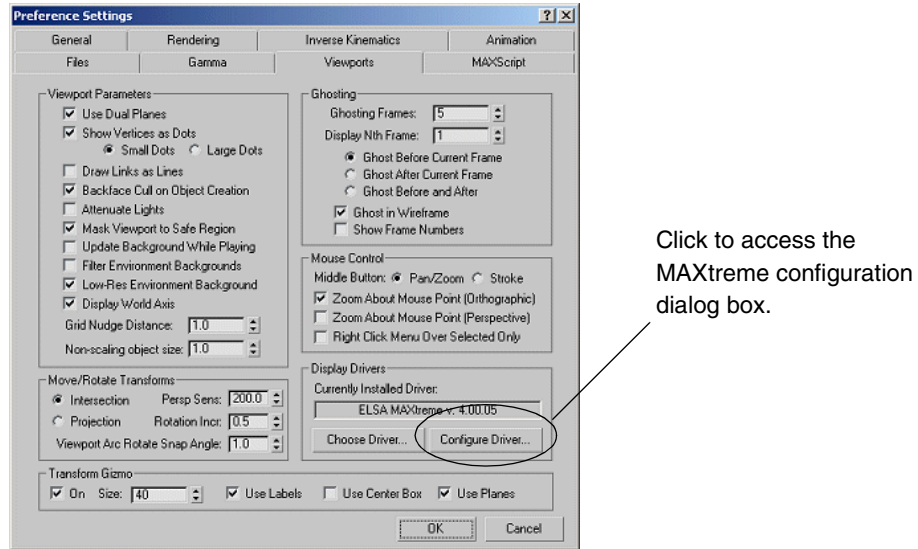 Preference Settings
General Rendering Inverse Kinematics Animation
Files Gamma Viewports MAXScript
Viewport Parameters
Use Dual Planes
Show Vertices as Dots
Small Dots Large Dots
Draw Links as Lines
Backface Cull on Object Creation
Attenuate Lights
Mask Viewport to Safe Region
Update Background While Playing
Filter Environment Backgrounds
Low-Res Environment Background
Display World Axis
Grid Nudge Distance: 1.0
Non-scaling object size: 1.0
Ghosting
Ghosting Frames: 5
Display Nth Frame: 1
Ghost Before Current Frame
Ghost After Current Frame
Ghost Before and After
Ghost in Wireframe
Show Frame Numbers
Mouse Control
Middle Button: Pan/Zoom Stroke
Zoom About Mouse Point (Orthographic)
Zoom About Mouse Point (Perspective)
Right Click Menu Over Selected Only
Move/Rotate Transforms
Intersection Persp Sens: 200.0
Projection Rotation Incr: 0.5
Viewport Arc Rotate Snap Angle: 1.0
Display Drivers
Currently Installed Driver:
ELSA MAXtreme v. 4.00.05
Choose Driver... Configure Driver...
Transform Gizmo
On Size: 40 Use Labels Use Center Box Use Planes
OK Cancel
Click to access the
MAXtreme configuration
dialog box.